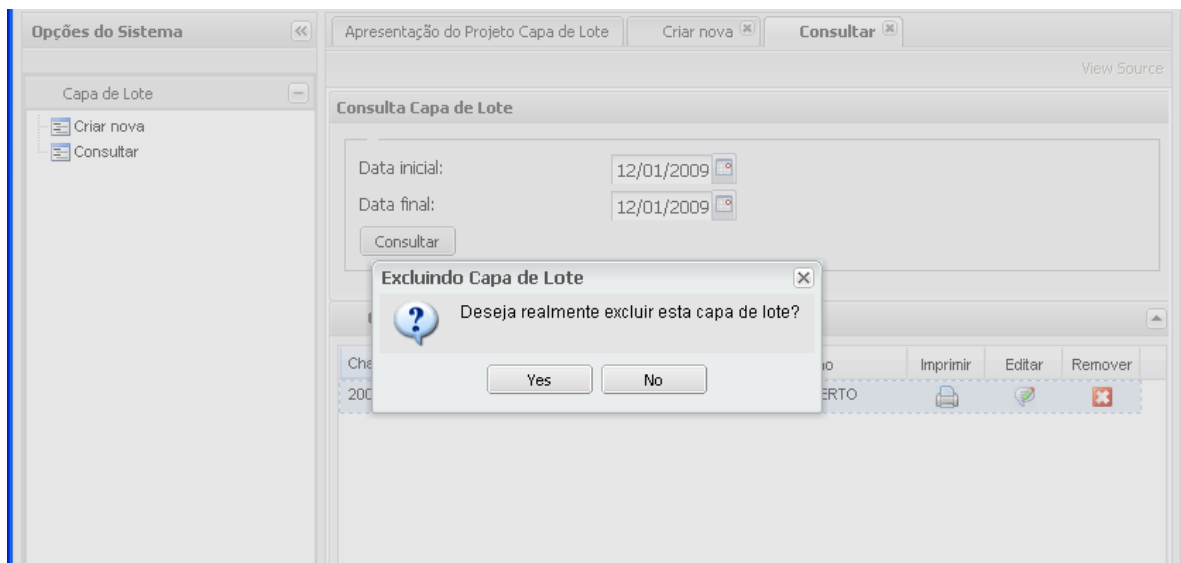 Opções do Sistema
Apresentação do Projeto Capa de Lote
Criar nova
Consultar
View Source
Capa de Lote
Criar nova
Consultar
Consulta Capa de Lote
Data inicial:
12/01/2009
Data final:
12/01/2009
Consultar
Excluindo Capa de Lote
Deseja realmente excluir esta capa de lote?
Yes
No
Imprimir
Editar
Remover